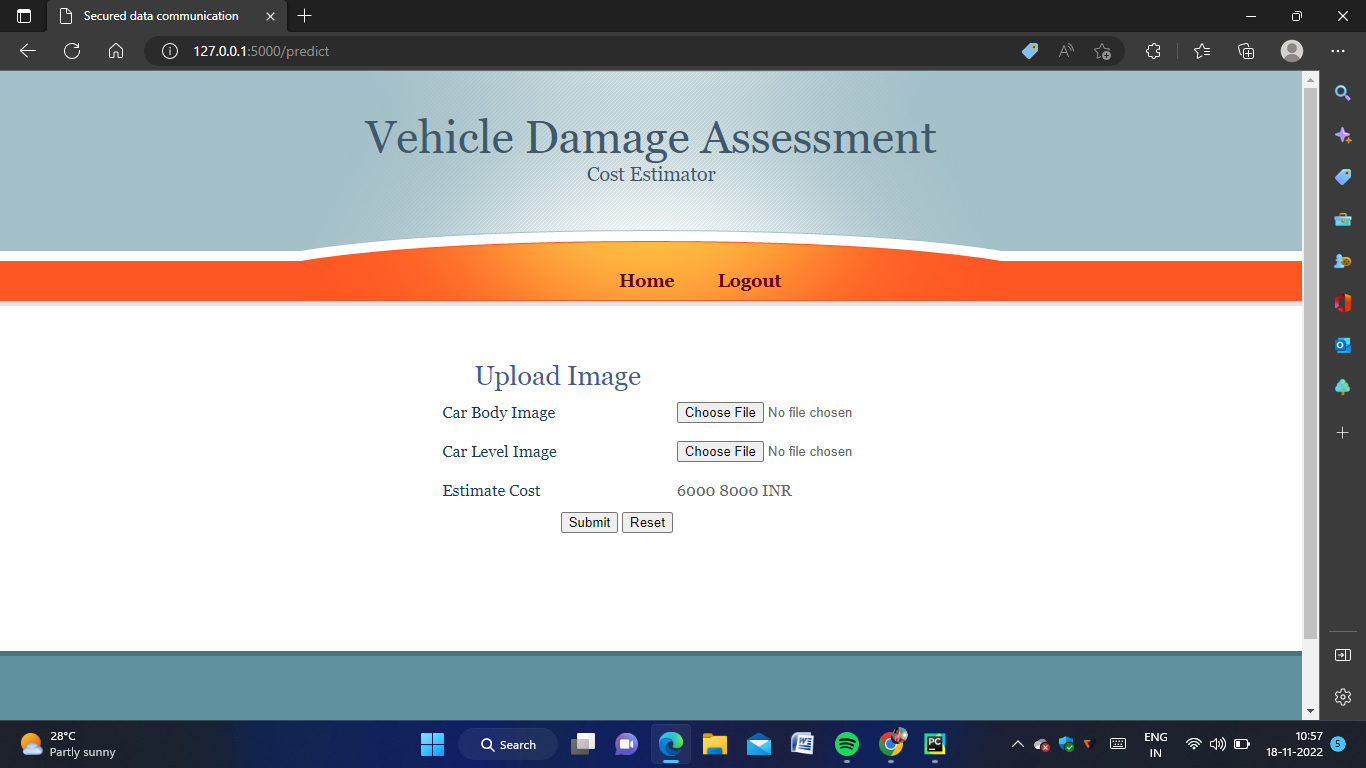 Secured data communication
127.0.0.1:5000/predict
Vehicle Damage Assessment
Cost Estimator
Home Logout
Upload Image
Car Body Image Choose File No file chosen
Car Level Image Choose File No file chosen
Estimate Cost 6000 8000 INR
Submit Reset
28°C
Partly sunny
Search
PC
ENG
IN
10:57
18-11-2022
5